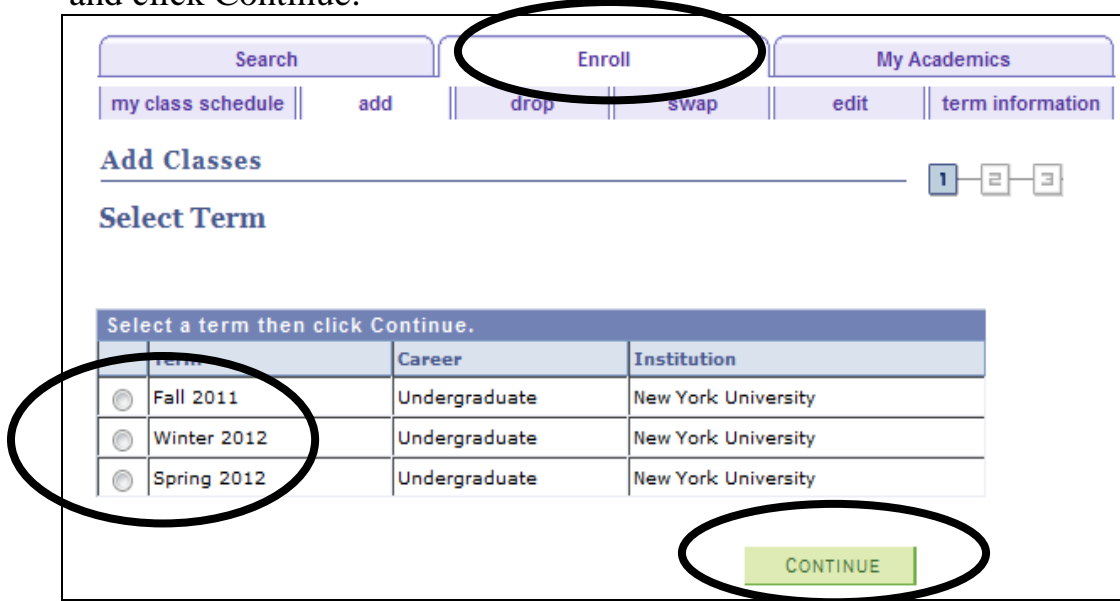 and click Continue.
Search Enroll My Academics
my class schedule add drop swap edit term information
Add Classes
1 2 3
Select Term
Select a term then click Continue.
Term Career Institution
Fall 2011 Undergraduate New York University
Winter 2012 Undergraduate New York University
Spring 2012 Undergraduate New York University
CONTINUE